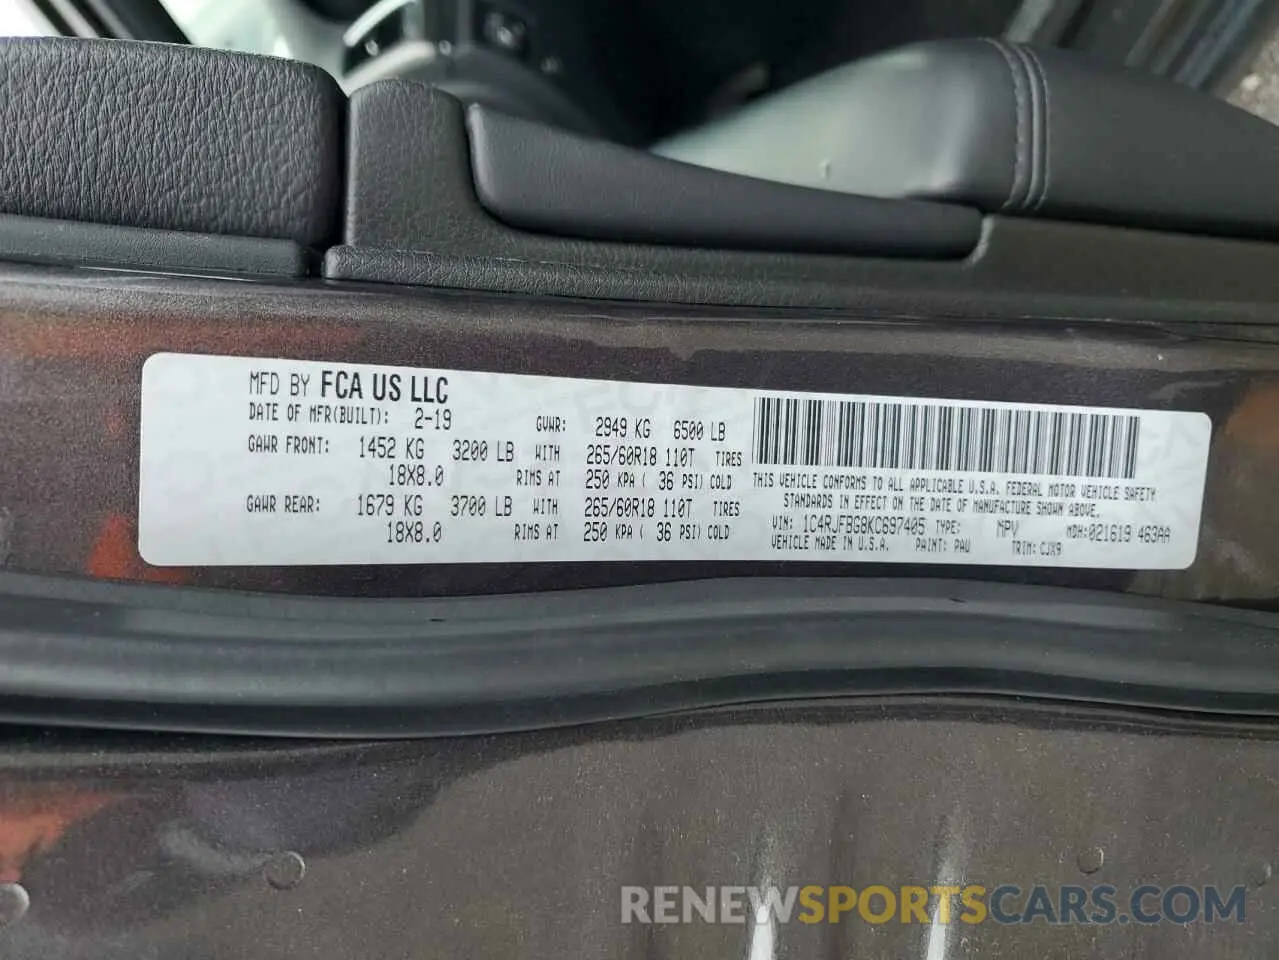 MFD BY FCA US LLC
DATE OF MFR(BUILT): 2-19 GVWR: 2949 KG 6500 LB
GAWR FRONT: 1452 KG 3200 LB WITH 265/60R18 110T TIRES
18X8.0 RIMS AT 250 KPA ( 36 PSI) COLD
GAWR REAR: 1679 KG 3700 LB WITH 265/60R18 110T TIRES
18X8.0 RIMS AT 250 KPA ( 36 PSI) COLD
THIS VEHICLE CONFORMS TO ALL APPLICABLE U.S.A. FEDERAL MOTOR VEHICLE SAFETY
STANDARDS IN EFFECT ON THE DATE OF MANUFACTURE SHOWN ABOVE.
VIN: 1C4RJFBG8KC697405 TYPE: MPV MDH:021619 463AA
VEHICLE MADE IN U.S.A. PAINT: PAU TRIM: CJX9
RENEWSPORTSCARS.COM